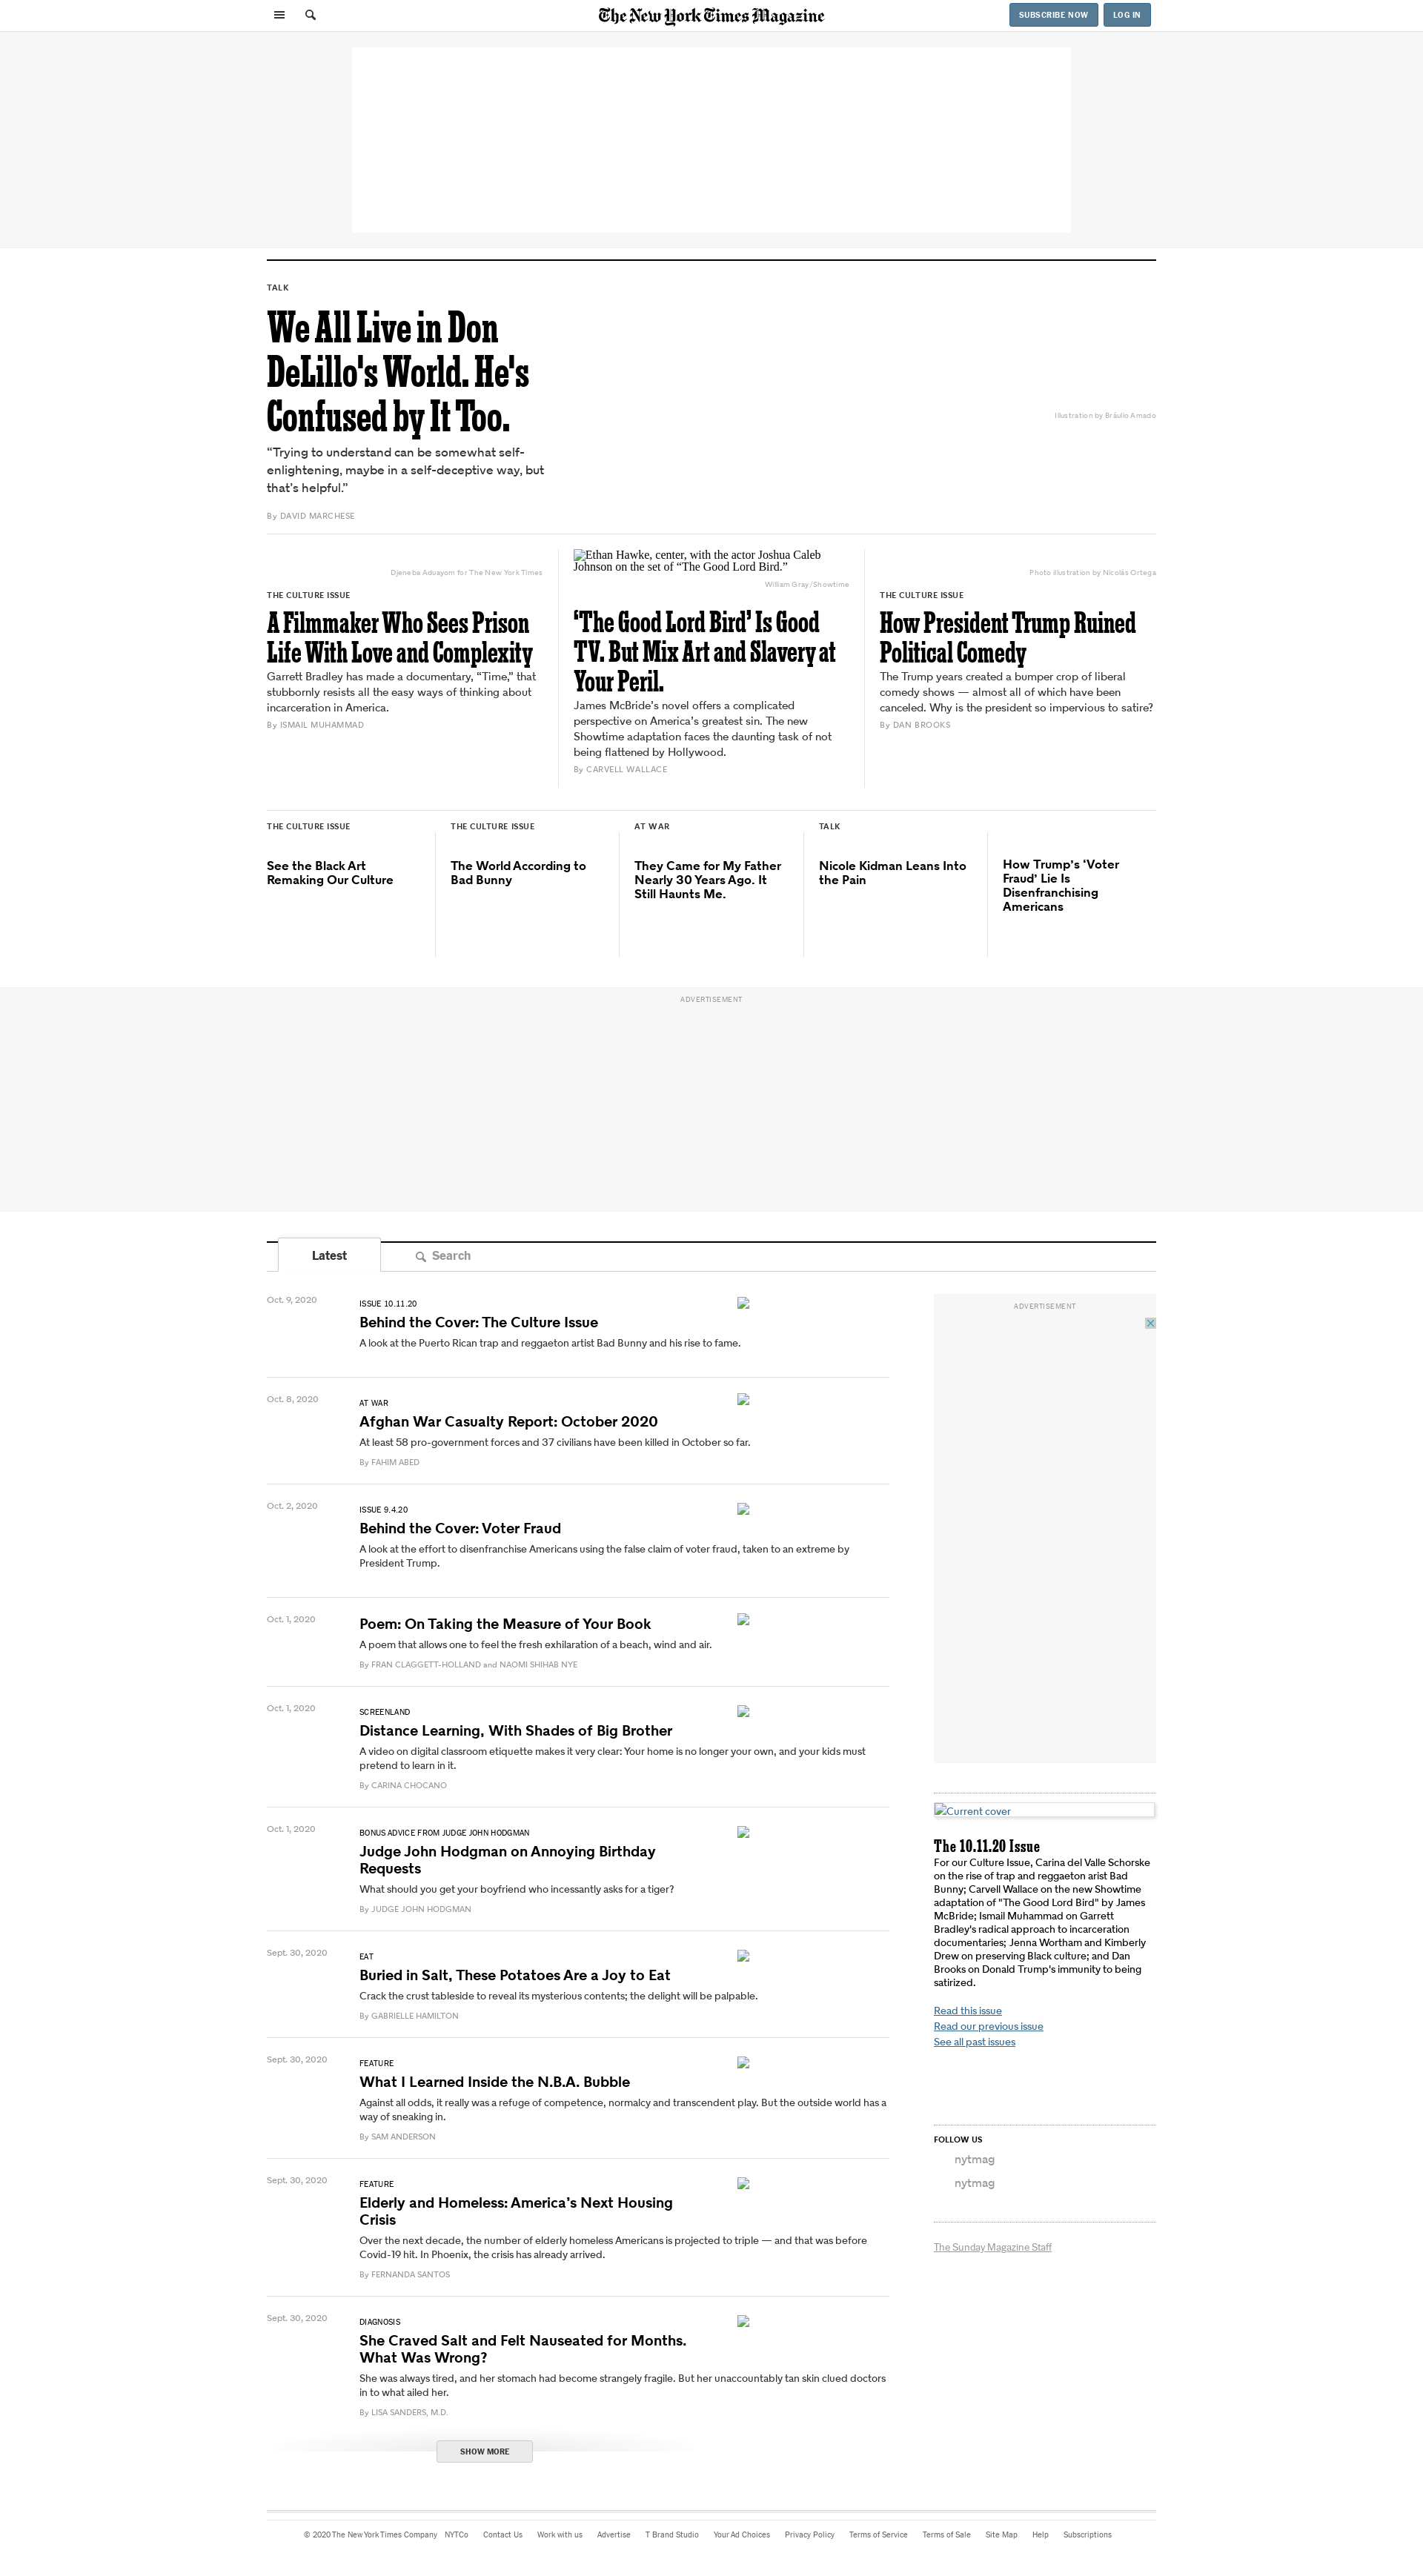 The New York Times Magazine
SUBSCRIBE NOW
LOG IN
TALK
We All Live in Don
DeLillo's World. He's
Confused by It Too.
“Trying to understand can be somewhat self-
enlightening, maybe in a self-deceptive way, but
that’s helpful.”
By DAVID MARCHESE
Illustration by Bráulio Amado
Djeneba Aduayom for The New York Times
THE CULTURE ISSUE
A Filmmaker Who Sees Prison
Life With Love and Complexity
Garrett Bradley has made a documentary, “Time,” that
stubbornly resists all the easy ways of thinking about
incarceration in America.
By ISMAIL MUHAMMAD
Ethan Hawke, center, with the actor Joshua Caleb
Johnson on the set of “The Good Lord Bird.”
William Gray/Showtime
‘The Good Lord Bird’ Is Good
TV. But Mix Art and Slavery at
Your Peril.
James McBride’s novel offers a complicated
perspective on America’s greatest sin. The new
Showtime adaptation faces the daunting task of not
being flattened by Hollywood.
By CARVELL WALLACE
Photo illustration by Nicolás Ortega
THE CULTURE ISSUE
How President Trump Ruined
Political Comedy
The Trump years created a bumper crop of liberal
comedy shows — almost all of which have been
canceled. Why is the president so impervious to satire?
By DAN BROOKS
THE CULTURE ISSUE
See the Black Art
Remaking Our Culture
THE CULTURE ISSUE
The World According to
Bad Bunny
AT WAR
They Came for My Father
Nearly 30 Years Ago. It
Still Haunts Me.
TALK
Nicole Kidman Leans Into
the Pain
How Trump’s ‘Voter
Fraud’ Lie Is
Disenfranchising
Americans
ADVERTISEMENT
Latest
Search
Oct. 9, 2020
ISSUE 10.11.20
Behind the Cover: The Culture Issue
A look at the Puerto Rican trap and reggaeton artist Bad Bunny and his rise to fame.
Oct. 8, 2020
AT WAR
Afghan War Casualty Report: October 2020
At least 58 pro-government forces and 37 civilians have been killed in October so far.
By FAHIM ABED
Oct. 2, 2020
ISSUE 9.4.20
Behind the Cover: Voter Fraud
A look at the effort to disenfranchise Americans using the false claim of voter fraud, taken to an extreme by
President Trump.
Oct. 1, 2020
Poem: On Taking the Measure of Your Book
A poem that allows one to feel the fresh exhilaration of a beach, wind and air.
By FRAN CLAGGETT-HOLLAND and NAOMI SHIHAB NYE
Oct. 1, 2020
SCREENLAND
Distance Learning, With Shades of Big Brother
A video on digital classroom etiquette makes it very clear: Your home is no longer your own, and your kids must
pretend to learn in it.
By CARINA CHOCANO
Oct. 1, 2020
BONUS ADVICE FROM JUDGE JOHN HODGMAN
Judge John Hodgman on Annoying Birthday
Requests
What should you get your boyfriend who incessantly asks for a tiger?
By JUDGE JOHN HODGMAN
Sept. 30, 2020
EAT
Buried in Salt, These Potatoes Are a Joy to Eat
Crack the crust tableside to reveal its mysterious contents; the delight will be palpable.
By GABRIELLE HAMILTON
Sept. 30, 2020
FEATURE
What I Learned Inside the N.B.A. Bubble
Against all odds, it really was a refuge of competence, normalcy and transcendent play. But the outside world has a
way of sneaking in.
By SAM ANDERSON
Sept. 30, 2020
FEATURE
Elderly and Homeless: America’s Next Housing
Crisis
Over the next decade, the number of elderly homeless Americans is projected to triple — and that was before
Covid-19 hit. In Phoenix, the crisis has already arrived.
By FERNANDA SANTOS
Sept. 30, 2020
DIAGNOSIS
She Craved Salt and Felt Nauseated for Months.
What Was Wrong?
She was always tired, and her stomach had become strangely fragile. But her unaccountably tan skin clued doctors
in to what ailed her.
By LISA SANDERS, M.D.
SHOW MORE
ADVERTISEMENT
Current cover
The 10.11.20 Issue
For our Culture Issue, Carina del Valle Schorske
on the rise of trap and reggaeton arist Bad
Bunny; Carvell Wallace on the new Showtime
adaptation of "The Good Lord Bird" by James
McBride; Ismail Muhammad on Garrett
Bradley's radical approach to incarceration
documentaries; Jenna Wortham and Kimberly
Drew on preserving Black culture; and Dan
Brooks on Donald Trump's immunity to being
satirized.
Read this issue
Read our previous issue
See all past issues
FOLLOW US
nytmag
nytmag
The Sunday Magazine Staff
© 2020 The New York Times Company NYTCo Contact Us Work with us Advertise T Brand Studio Your Ad Choices Privacy Policy Terms of Service Terms of Sale Site Map Help Subscriptions